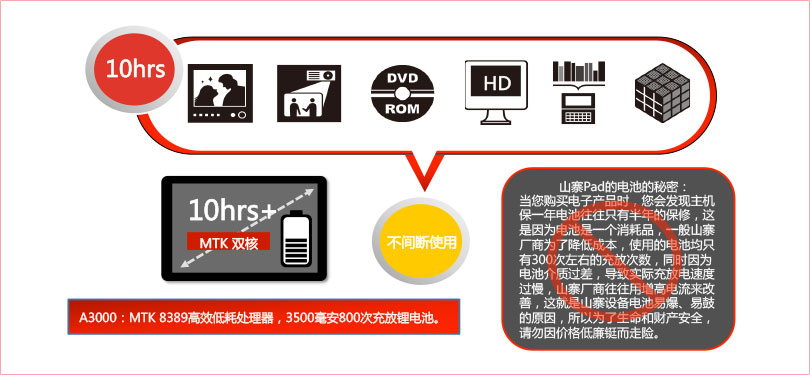 10hrs
DVD
ROM
HD
10hrs+
MTK 双核
不间断使用
A3000：MTK 8389高效低耗处理器，3500毫安800次充放锂电池。
山寨Pad的电池的秘密：
当您购买电子产品时，您会发现主机
保一年电池往往只有半年的保修，这
是因为电池是一个消耗品，一般山寨
厂商为了降低成本，使用的电池均只
有300次左右的充放次数，同时因为
电池介质过差，导致实际充放电速度
过慢，山寨厂商往往用增高电流来改
善，这就是山寨设备电池易爆、易鼓
的原因，所以为了生命和财产安全，
请勿因价格低廉铤而走险。